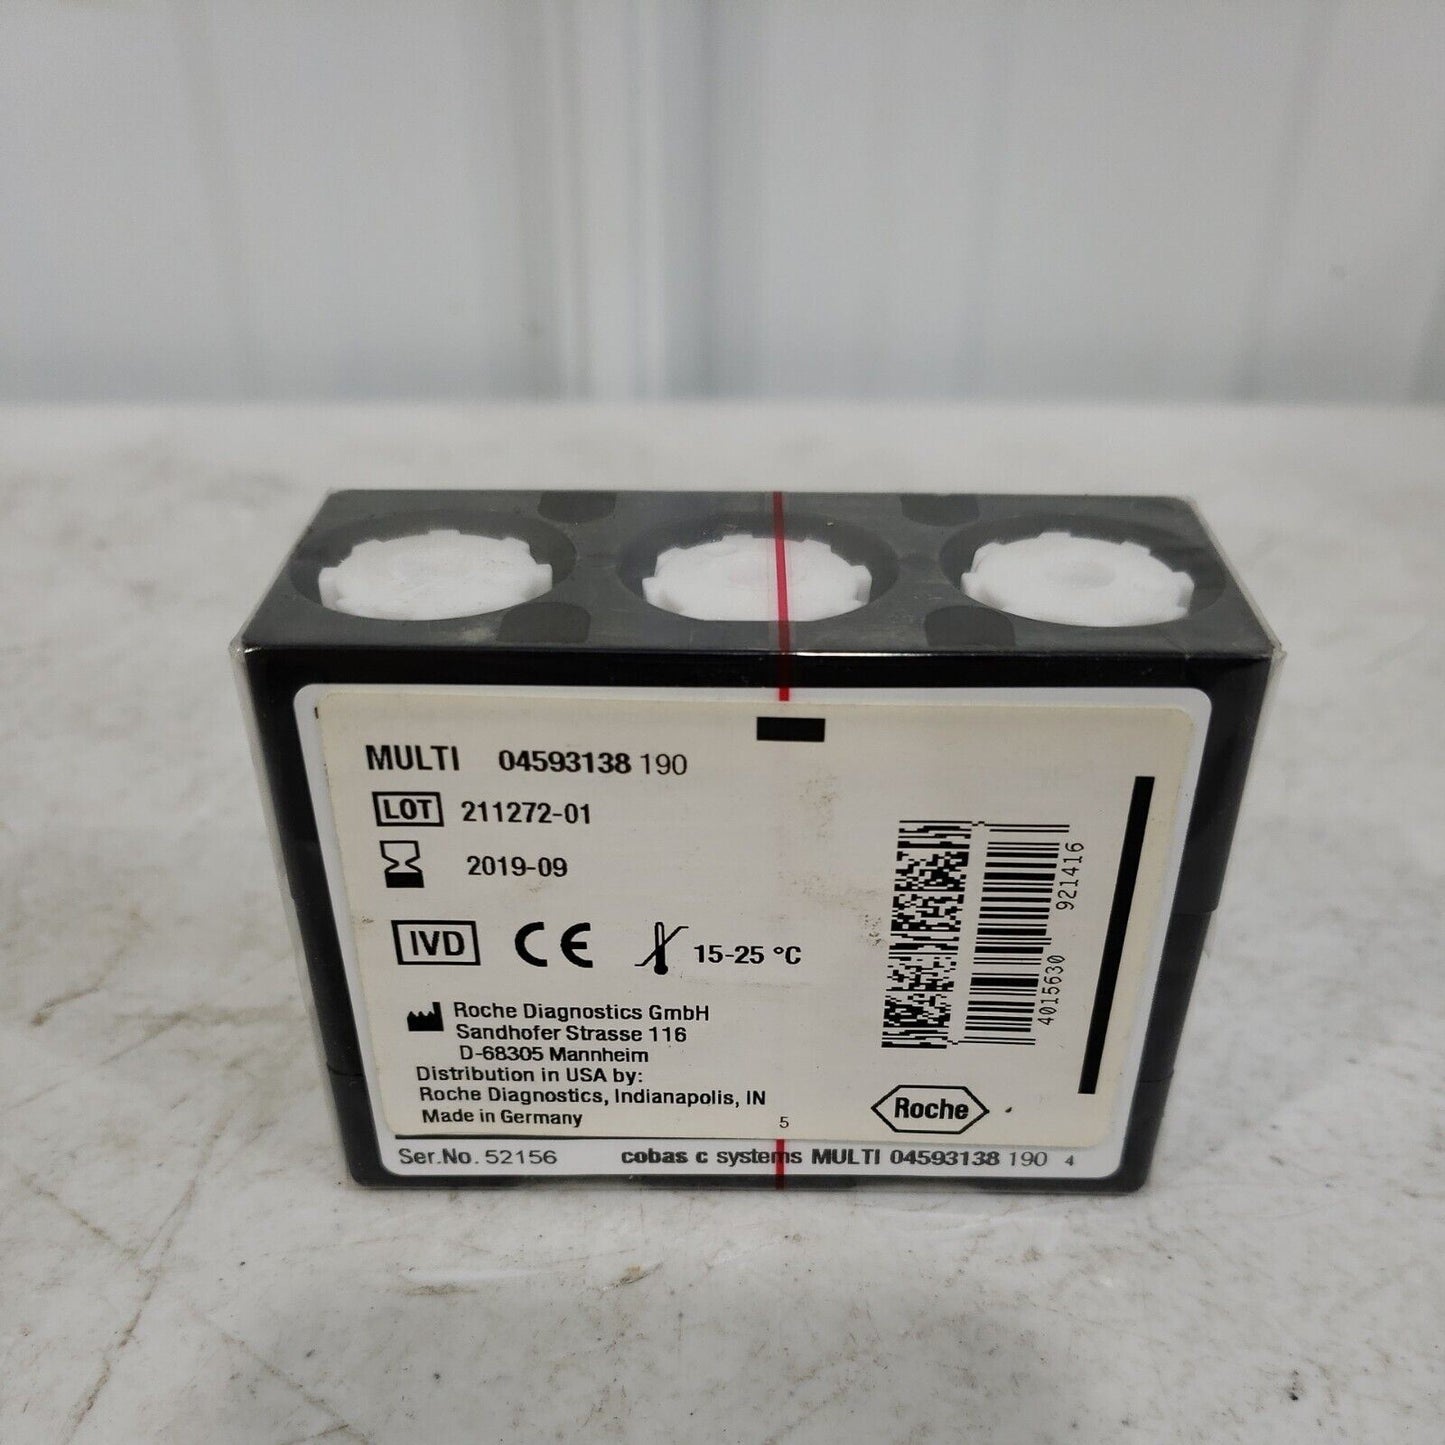 MULTI 04593138 190
LOT 211272-01
2019-09
IVD CE 15-25 °C
Roche Diagnostics GmbH
Sandhofer Strasse 116
D-68305 Mannheim
Distribution in USA by:
Roche Diagnostics, Indianapolis, IN
Made in Germany
5
4015630 921416
Roche
Ser.No. 52156 cobas c systems MULTI 04593138 190 4